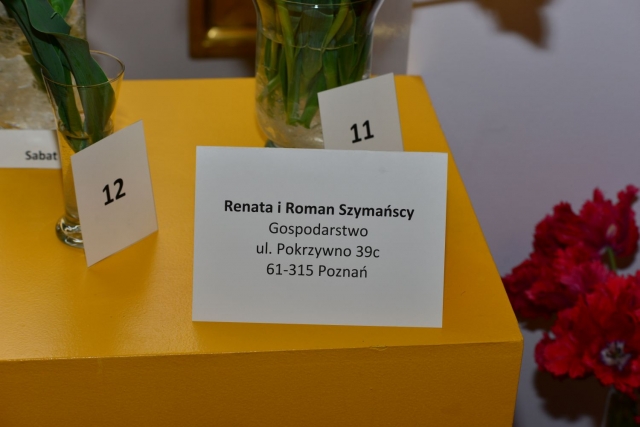 Sabat
12
11
Renata i Roman Szymańscy
Gospodarstwo
ul. Pokrzywno 39c
61-315 Poznań